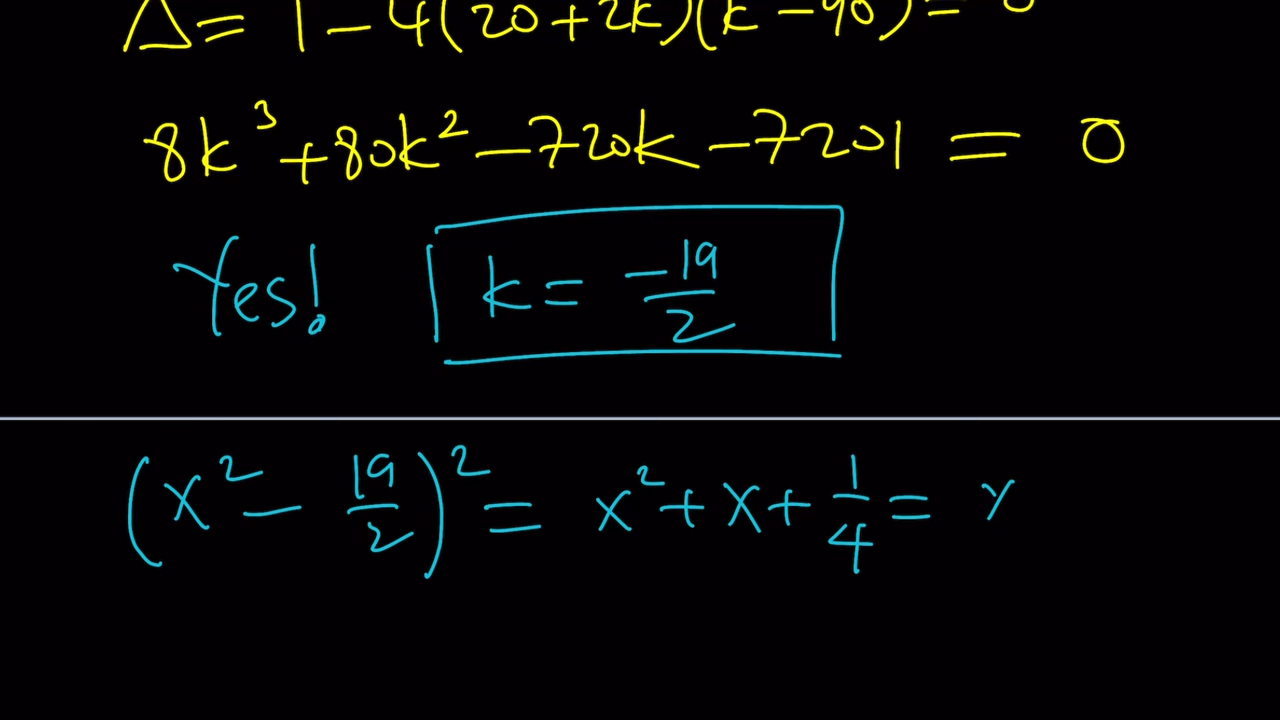 Δ = 1 - 4(20 + 2k)(k - 90) = 0
8k³ + 80k² - 720k - 7201 = 0
Yes! k = -19/2
(x² - 19/2)² = x² + x + 1/4 = x